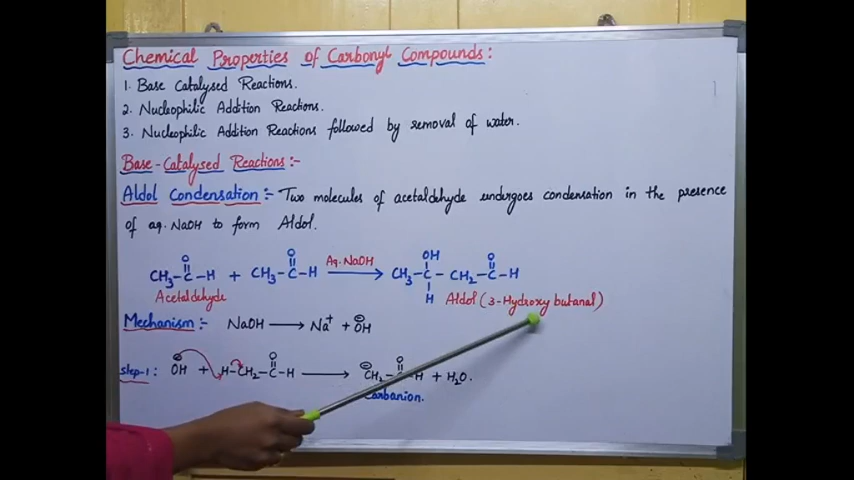 Chemical Properties of Carbonyl Compounds:
1. Base Catalysed Reactions.
2. Nucleophilic Addition Reactions.
3. Nucleophilic Addition Reactions followed by removal of water.
Base-Catalysed Reactions:-
Aldol Condensation:- Two molecules of acetaldehyde undergoes condensation in the presence
of aq. NaOH to form Aldol.
O O Aq. NaOH OH O
CH₃-C-H + CH₃-C-H ⟶ CH₃-C-CH₂-C-H
Acetaldehyde H Aldol (3-Hydroxy butanal)
Mechanism:- NaOH ⟶ Na⁺ + ⊖OH
Step-1: ⊖OH + H-CH₂-C-H ⟶ ⊖CH₂-C-H + H₂O.
O O
Carbanion.